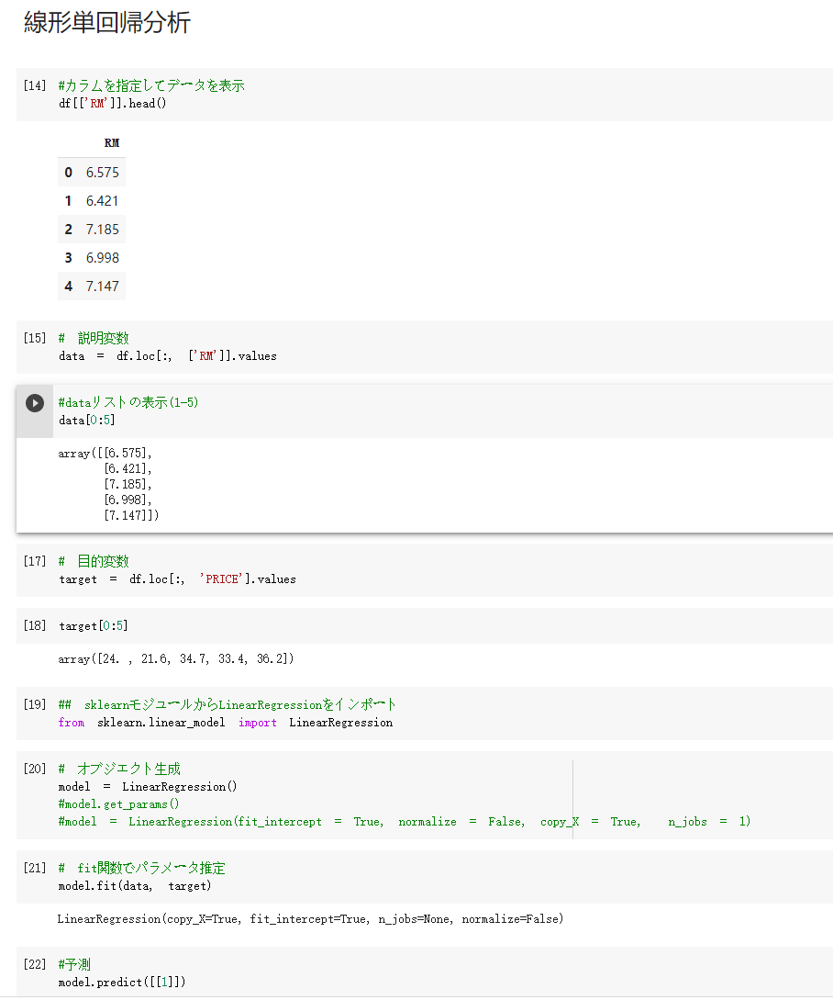 線形単回帰分析
[14] #カラムを指定してデータを表示
df[['RM']].head()
RM
0 6.575
1 6.421
2 7.185
3 6.998
4 7.147
[15] # 説明変数
data = df.loc[:, ['RM']].values
#dataリストの表示(1-5)
data[0:5]
array([[6.575],
[6.421],
[7.185],
[6.998],
[7.147]])
[17] # 目的変数
target = df.loc[:, 'PRICE'].values
[18] target[0:5]
array([24. , 21.6, 34.7, 33.4, 36.2])
[19] ## sklearnモジュールからLinearRegressionをインポート
from sklearn.linear_model import LinearRegression
[20] # オブジェクト生成
model = LinearRegression()
#model.get_params()
#model = LinearRegression(fit_intercept = True, normalize = False, copy_X = True, n_jobs = 1)
[21] # fit関数でパラメータ推定
model.fit(data, target)
LinearRegression(copy_X=True, fit_intercept=True, n_jobs=None, normalize=False)
[22] #予測
model.predict([[1]])